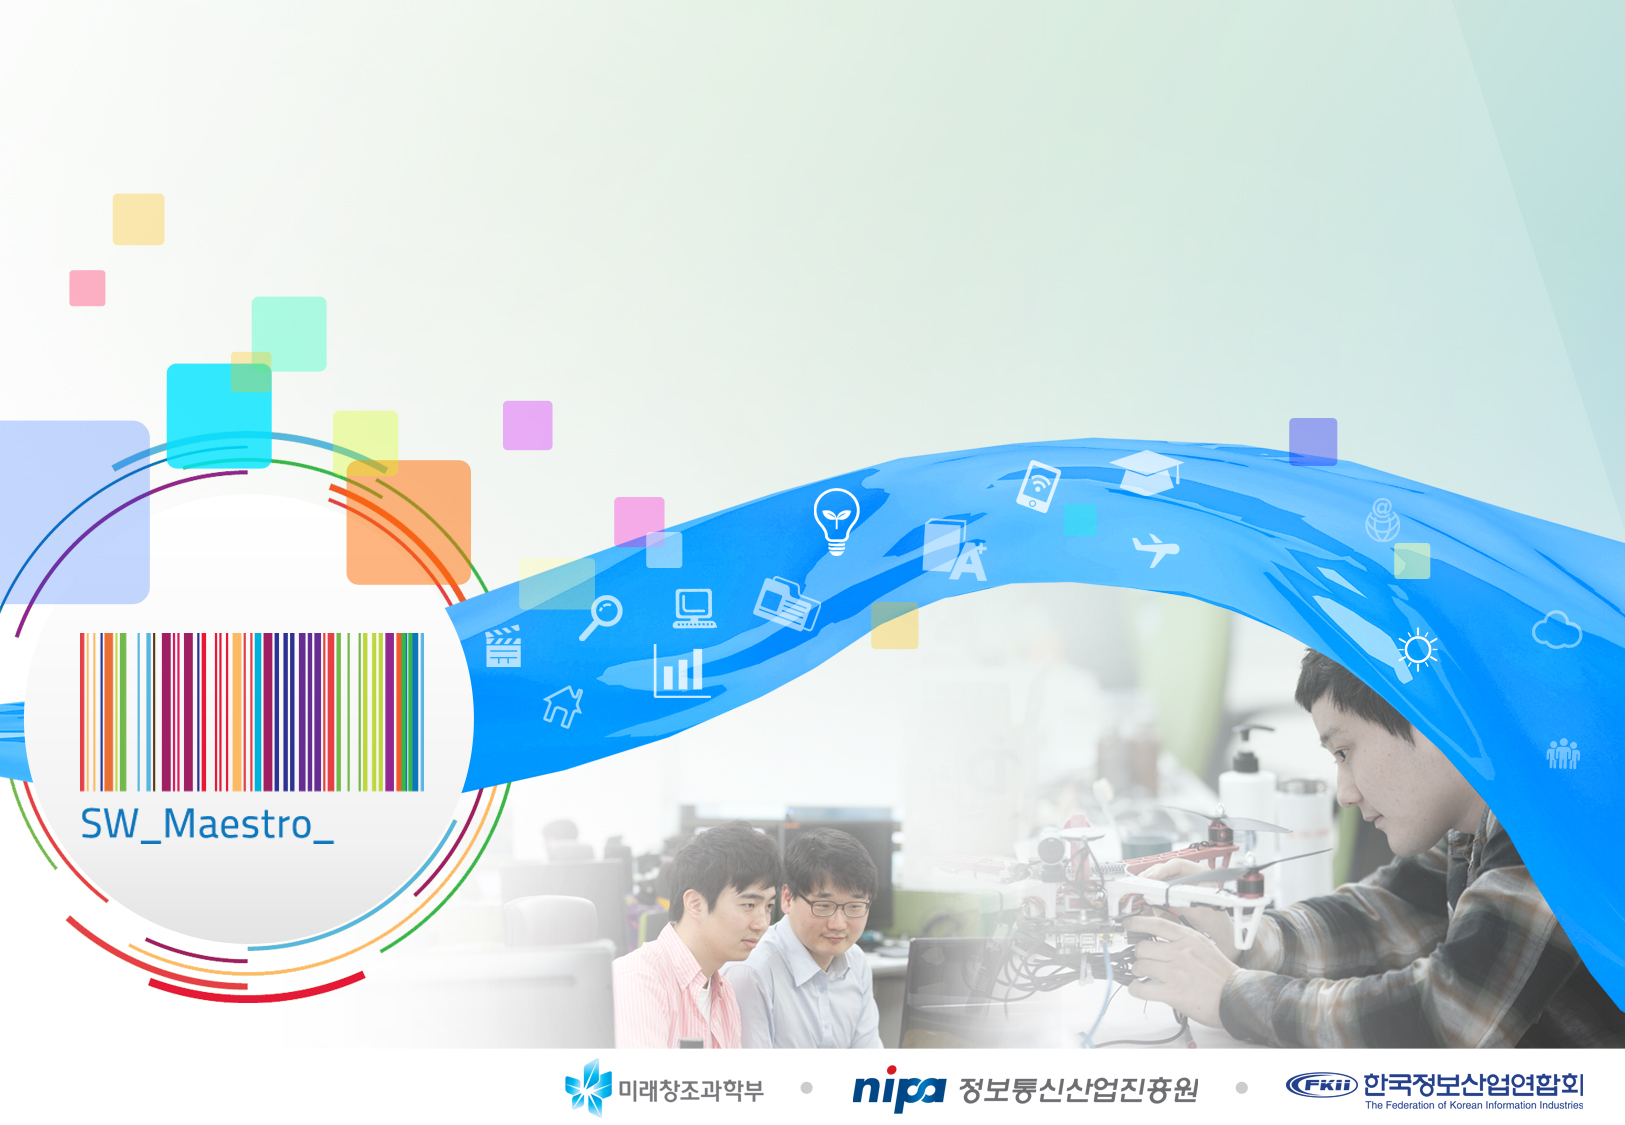 SW_Maestro_
미래창조과학부
nipa 정보통신산업진흥원
FKii 한국정보산업연합회
The Federation of Korean Information Industries
A+
@